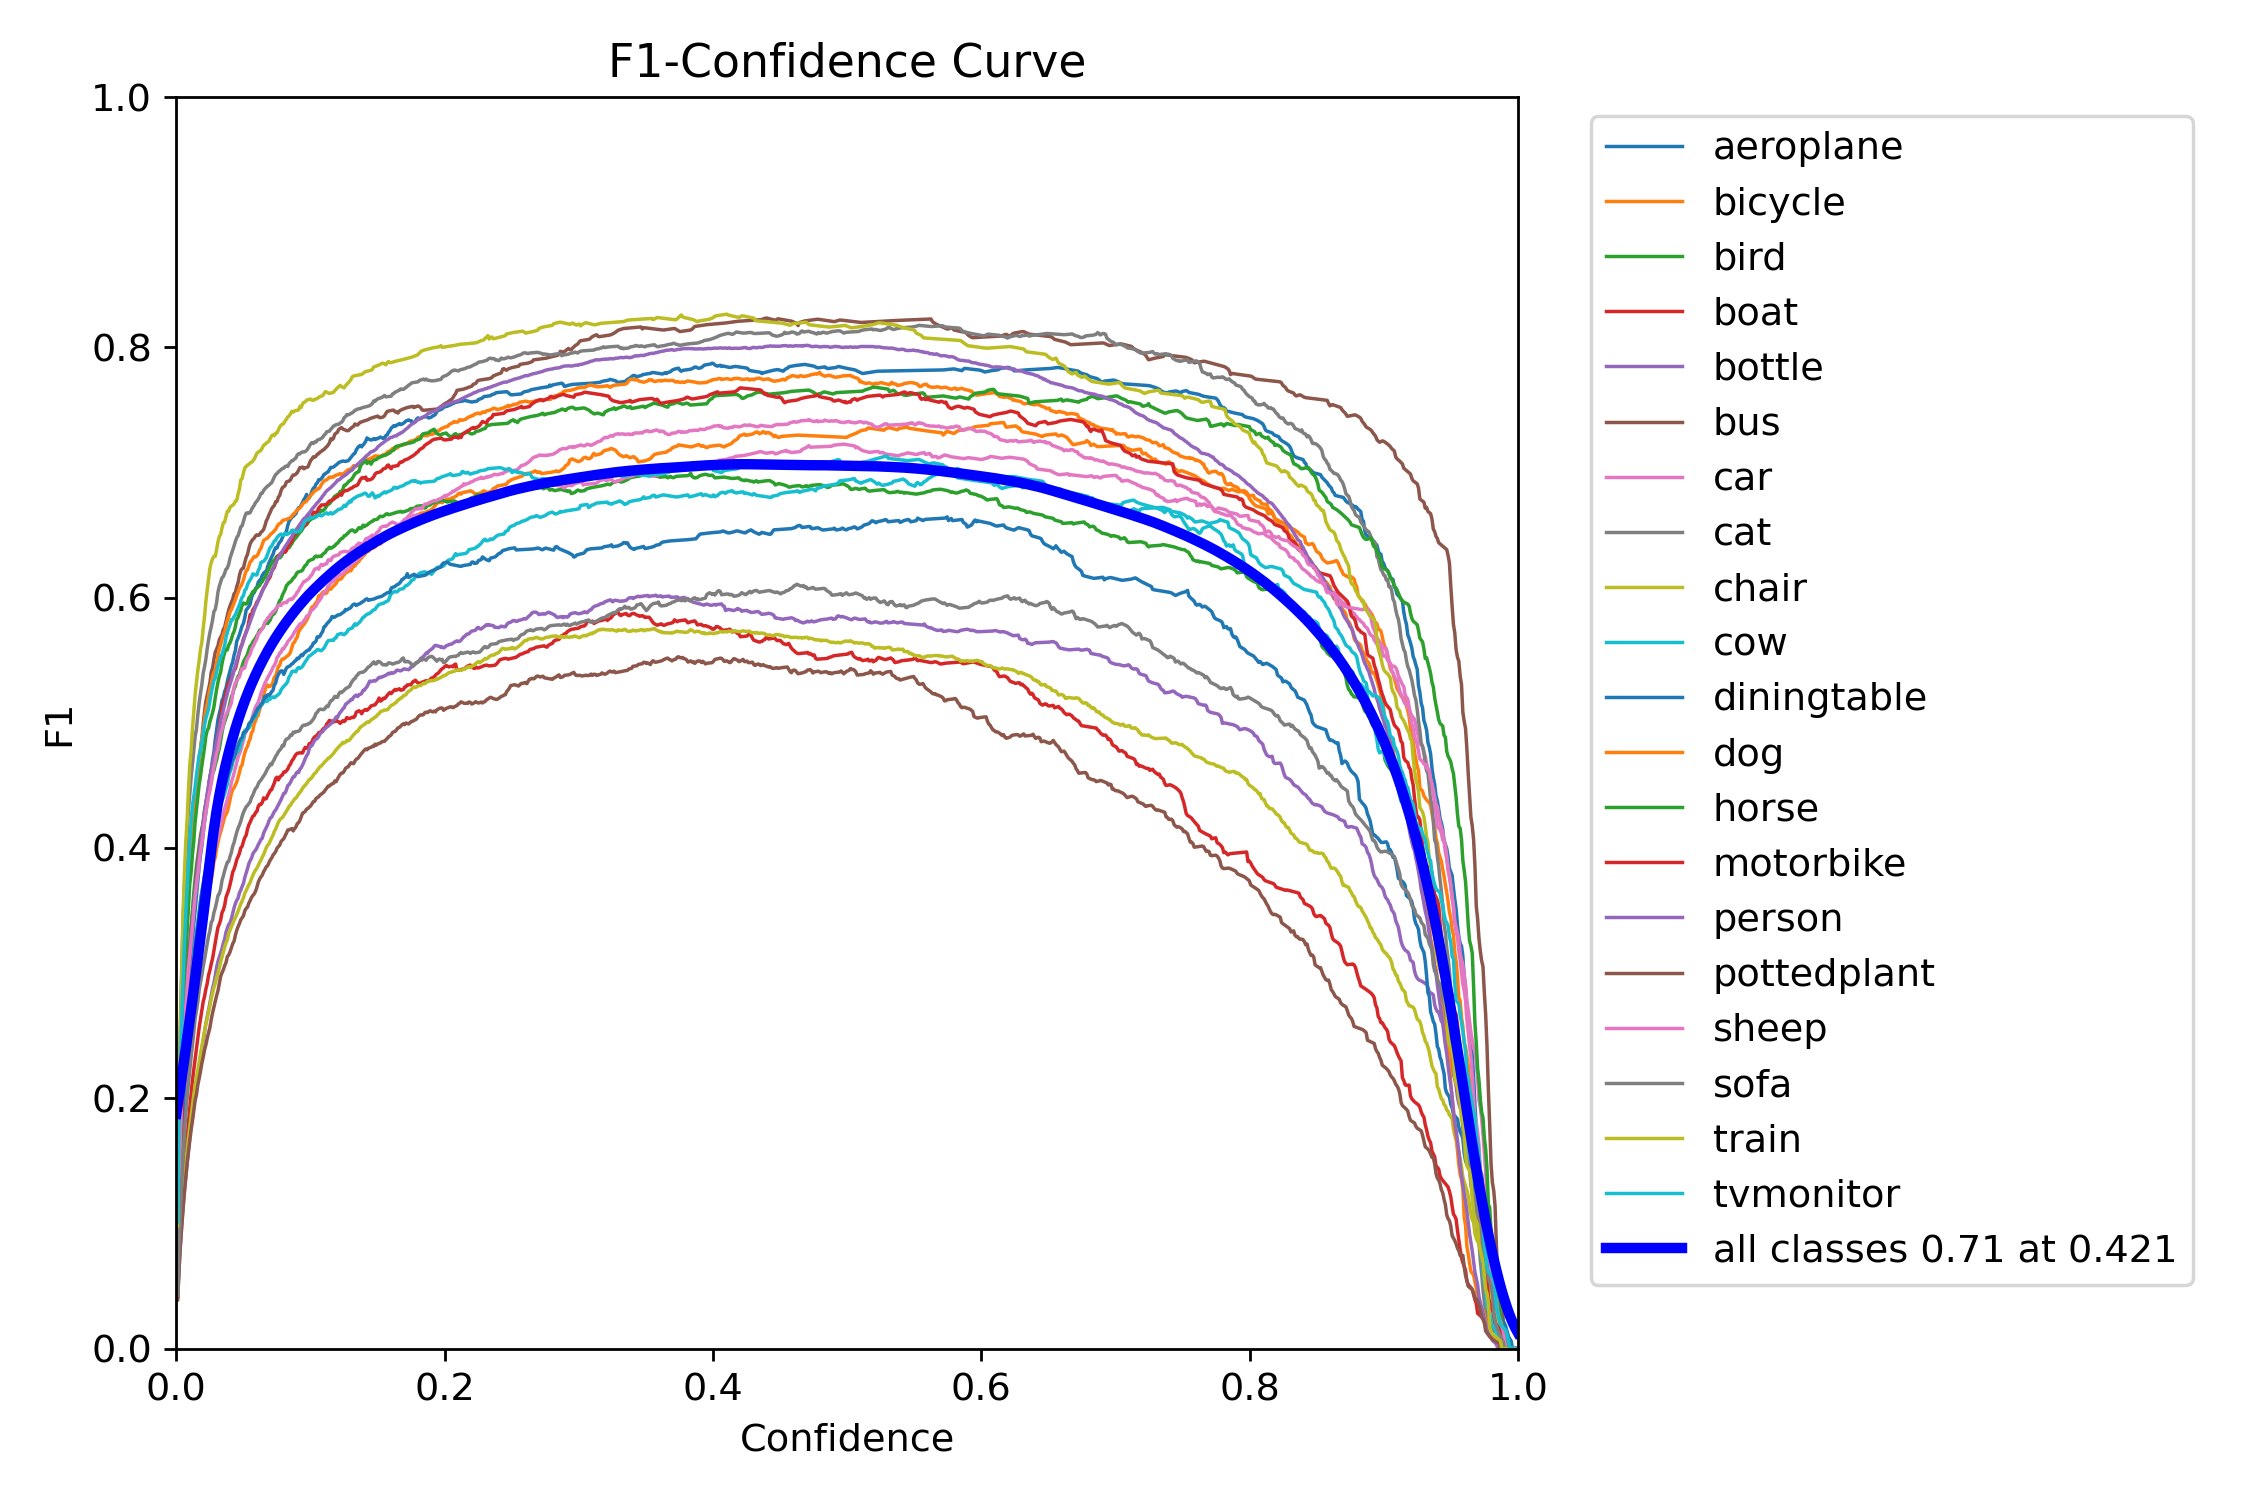 F1-Confidence Curve
1.0
0.8
0.6
0.4
0.2
0.0
F1
0.0 0.2 0.4 0.6 0.8 1.0
Confidence
aeroplane
bicycle
bird
boat
bottle
bus
car
cat
chair
cow
diningtable
dog
horse
motorbike
person
pottedplant
sheep
sofa
train
tvmonitor
all classes 0.71 at 0.421